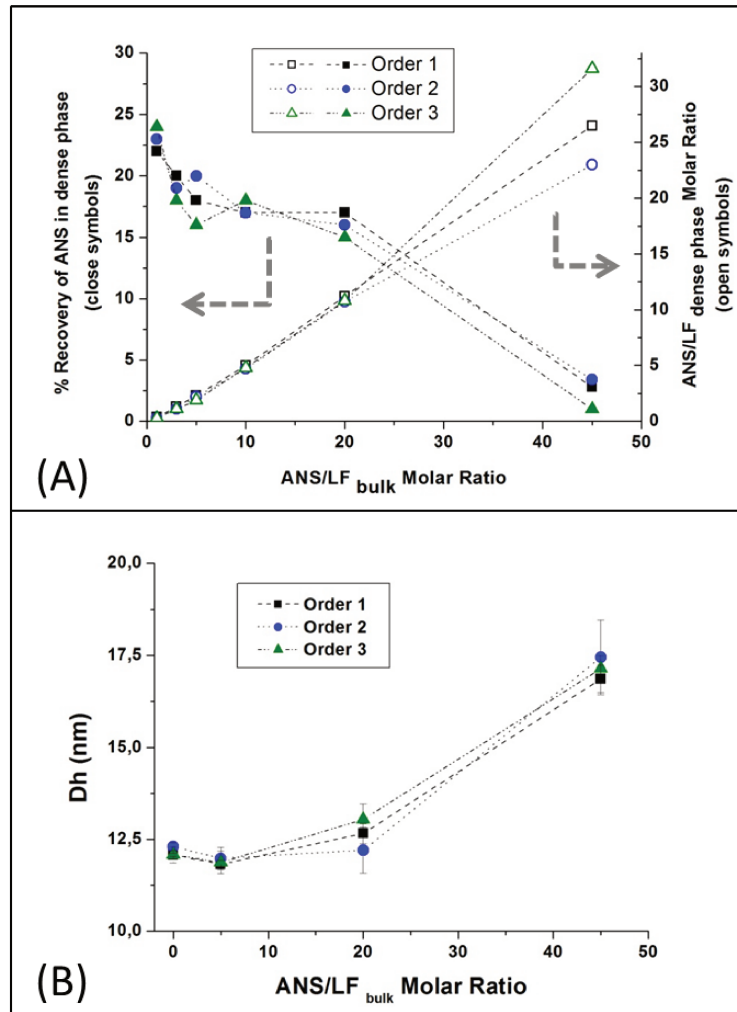 30
25
20
15
10
5
0
% Recovery of ANS in dense phase
(close symbols)
Order 1
Order 2
Order 3
30
25
20
15
10
5
0
ANS/LF dense phase Molar Ratio
(open symbols)
0 10 20 30 40 50
ANS/LF bulk Molar Ratio
(A)
20,0
17,5
15,0
12,5
10,0
Dh (nm)
Order 1
Order 2
Order 3
0 10 20 30 40 50
ANS/LF bulk Molar Ratio
(B)